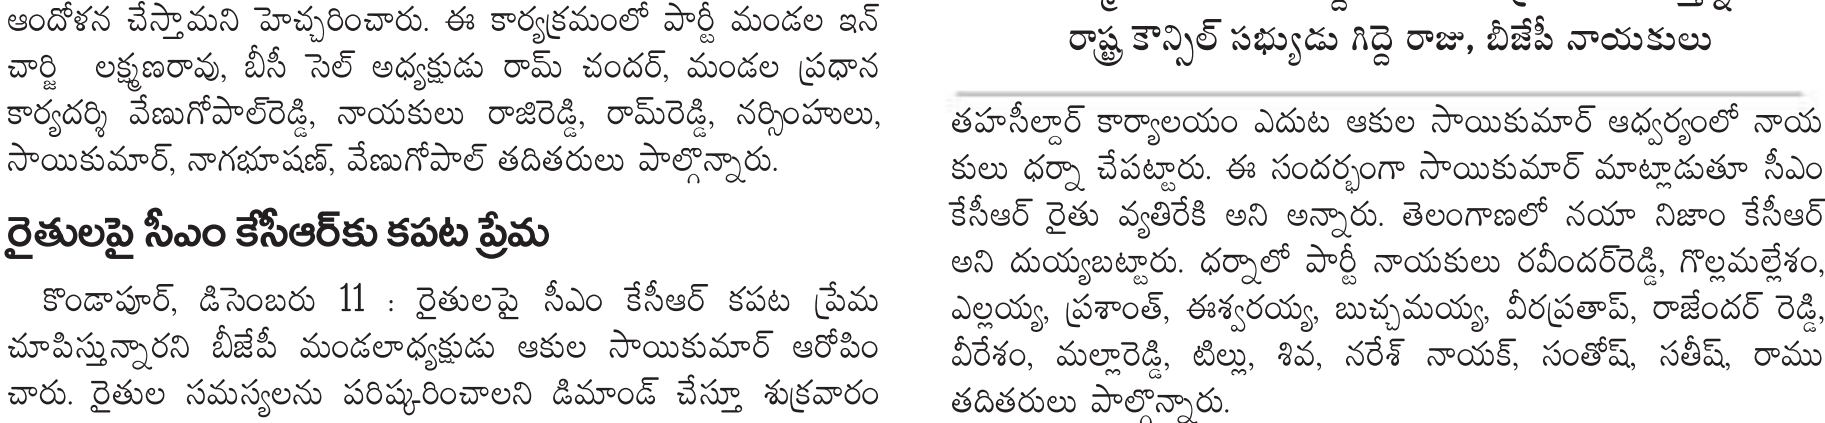 ఆందోళన చేస్తామని హెచ్చరించారు. ఈ కార్యక్రమంలో పార్టీ మండల ఇన్
చార్జి లక్ష్మణరావు, బీసీ సెల్ అధ్యక్షుడు రామ్ చందర్, మండల ప్రధాన
కార్యదర్శి వేణుగోపాల్‌రెడ్డి, నాయకులు రాజిరెడ్డి, రామ్‌రెడ్డి, నర్సింహులు,
సాయికుమార్, నాగభూషణ్, వేణుగోపాల్ తదితరులు పాల్గొన్నారు.
రైతులపై సీఎం కేసీఆర్‌కు కపట ప్రేమ
కొండాపూర్, డిసెంబరు 11 : రైతులపై సీఎం కేసీఆర్ కపట ప్రేమ
చూపిస్తున్నారని బీజేపీ మండలాధ్యక్షుడు ఆకుల సాయికుమార్ ఆరోపిం
చారు. రైతుల సమస్యలను పరిష్కరించాలని డిమాండ్ చేస్తూ శుక్రవారం
రాష్ట్ర కౌన్సిల్ సభ్యుడు గిద్దె రాజు, బీజేపీ నాయకులు
తహసీల్దార్ కార్యాలయం ఎదుట ఆకుల సాయికుమార్ ఆధ్వర్యంలో నాయ
కులు ధర్నా చేపట్టారు. ఈ సందర్భంగా సాయికుమార్ మాట్లాడుతూ సీఎం
కేసీఆర్ రైతు వ్యతిరేకి అని అన్నారు. తెలంగాణలో నయా నిజాం కేసీఆర్
అని దుయ్యబట్టారు. ధర్నాలో పార్టీ నాయకులు రవీందర్‌రెడ్డి, గొల్లమల్లేశం,
ఎల్లయ్య, ప్రశాంత్, ఈశ్వరయ్య, బుచ్చమయ్య, వీరప్రతాప్, రాజేందర్ రెడ్డి,
వీరేశం, మల్లారెడ్డి, టిల్లు, శివ, నరేశ్ నాయక్, సంతోష్, సతీష్, రాము
తదితరులు పాల్గొన్నారు.